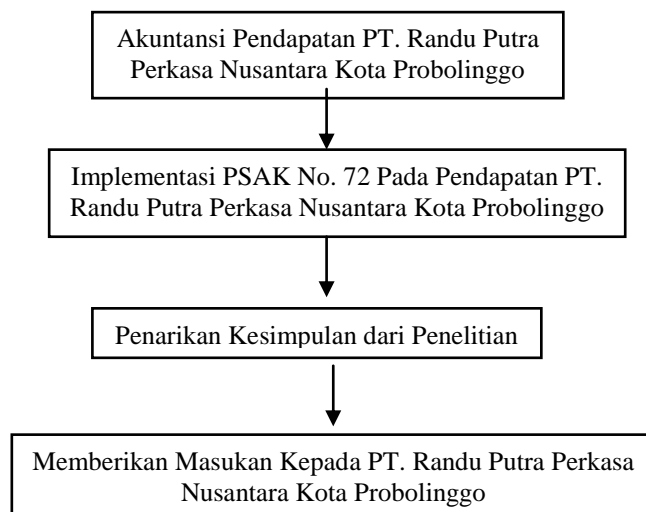 Akuntansi Pendapatan PT. Randu Putra
Perkasa Nusantara Kota Probolinggo
Implementasi PSAK No. 72 Pada Pendapatan PT.
Randu Putra Perkasa Nusantara Kota Probolinggo
Penarikan Kesimpulan dari Penelitian
Memberikan Masukan Kepada PT. Randu Putra Perkasa
Nusantara Kota Probolinggo